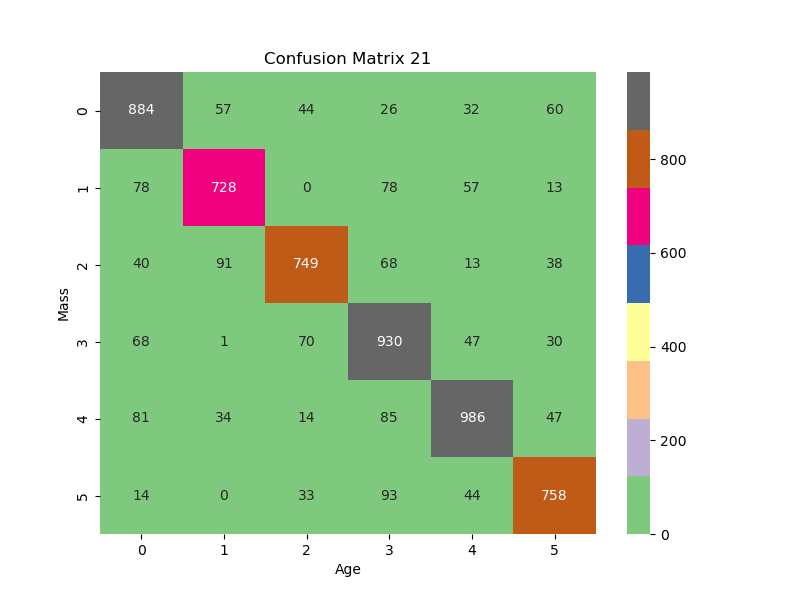 Confusion Matrix 21
0 884 57 44 26 32 60
1 78 728 0 78 57 13
2 40 91 749 68 13 38
3 68 1 70 930 47 30
4 81 34 14 85 986 47
5 14 0 33 93 44 758
0 1 2 3 4 5
Age
Mass
800
600
400
200
0